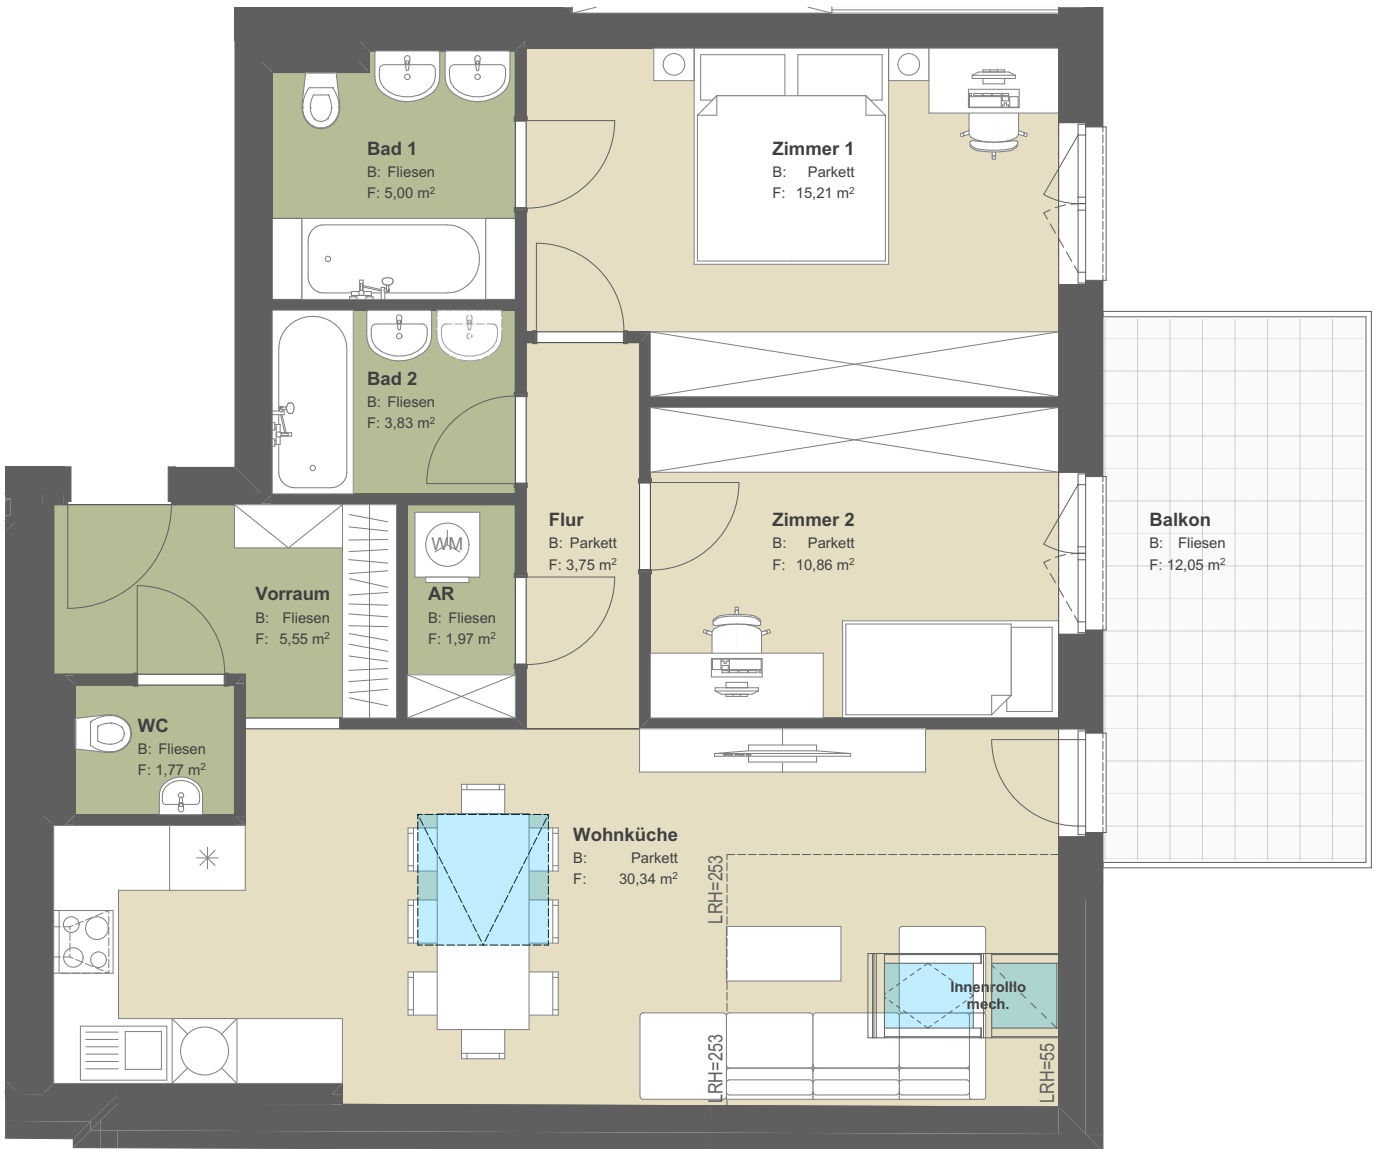 Bad 1
B: Fliesen
F: 5,00 m²
Zimmer 1
B: Parkett
F: 15,21 m²
Bad 2
B: Fliesen
F: 3,83 m²
Flur
B: Parkett
F: 3,75 m²
Zimmer 2
B: Parkett
F: 10,86 m²
Balkon
B: Fliesen
F: 12,05 m²
WM
Vorraum
B: Fliesen
F: 5,55 m²
AR
B: Fliesen
F: 1,97 m²
WC
B: Fliesen
F: 1,77 m²
Wohnküche
B: Parkett
F: 30,34 m²
LRH=253
Innenrollo
mech.
LRH=253
LRH=55